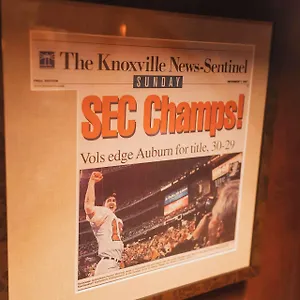 The Knoxville News-Sentinel
SUNDAY
SEC Champs!
Vols edge Auburn for title, 30-29